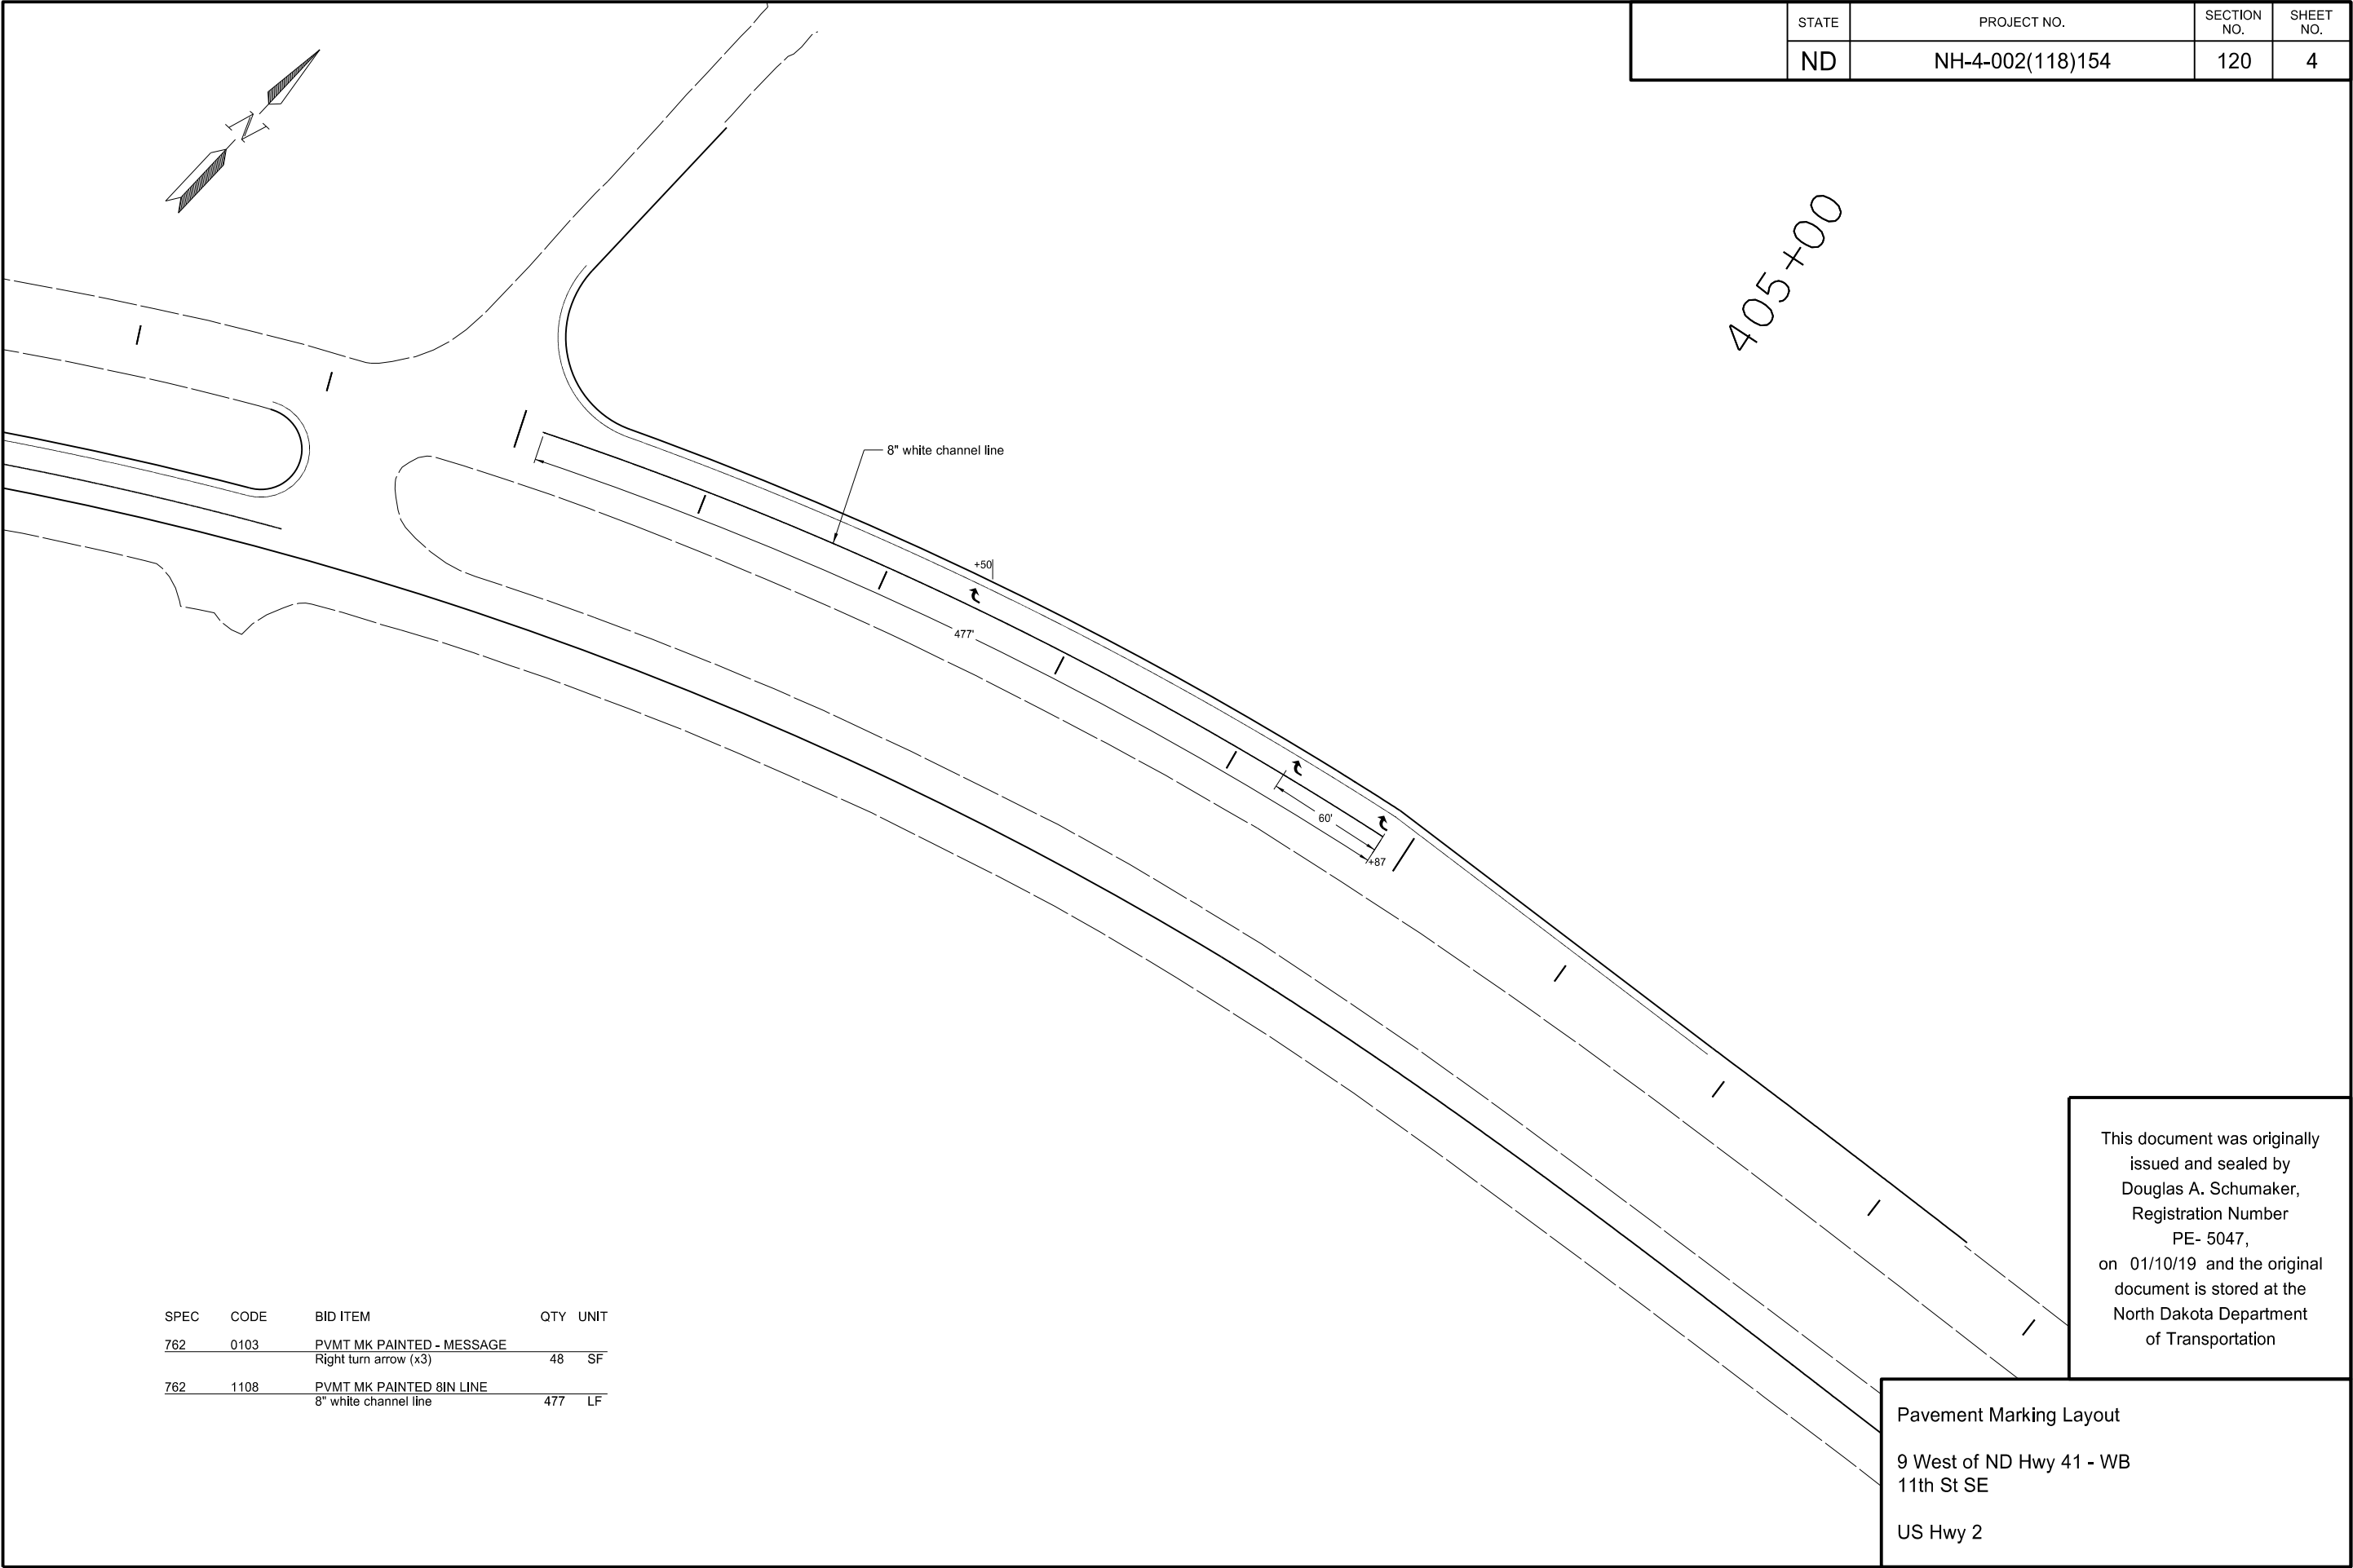 STATE PROJECT NO. SECTION NO. SHEET NO.
ND NH-4-002(118)154 120 4
N
405+00
8" white channel line
+50
477'
60'
+87
This document was originally
issued and sealed by
Douglas A. Schumaker,
Registration Number
PE- 5047,
on 01/10/19 and the original
document is stored at the
North Dakota Department
of Transportation
SPEC CODE BID ITEM QTY UNIT
762 0103 PVMT MK PAINTED - MESSAGE
Right turn arrow (x3) 48 SF
762 1108 PVMT MK PAINTED 8IN LINE
8" white channel line 477 LF
Pavement Marking Layout
9 West of ND Hwy 41 - WB
11th St SE
US Hwy 2